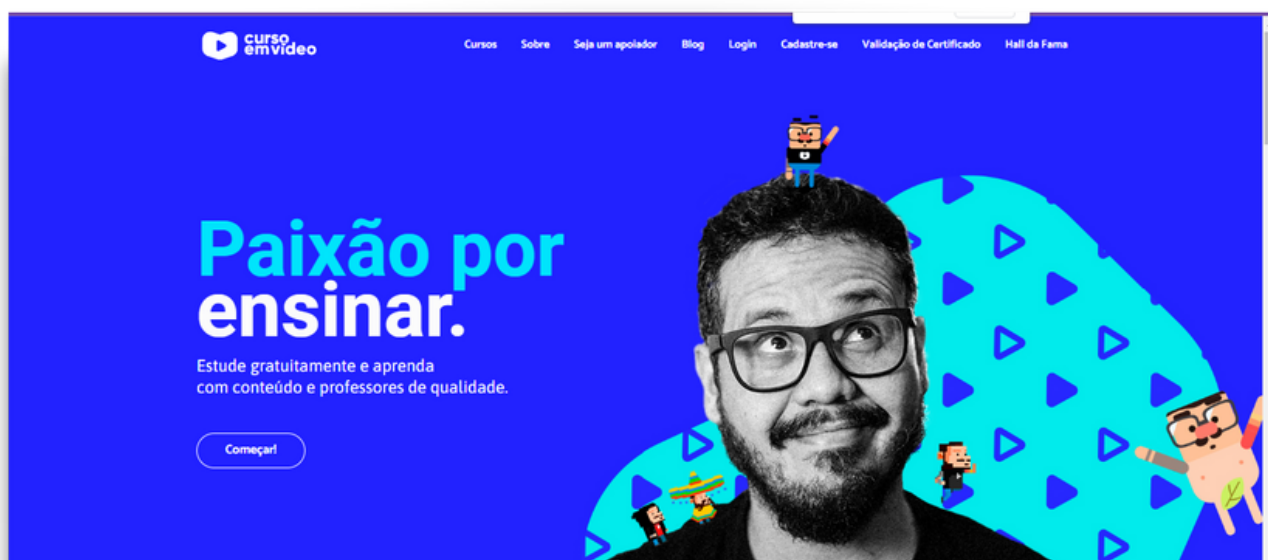 curso
emvídeo
Cursos Sobre Seja um apoiador Blog Login Cadastre-se Validação de Certificado Hall da Fama
Paixão por
ensinar.
Estude gratuitamente e aprenda
com conteúdo e professores de qualidade.
Começar!